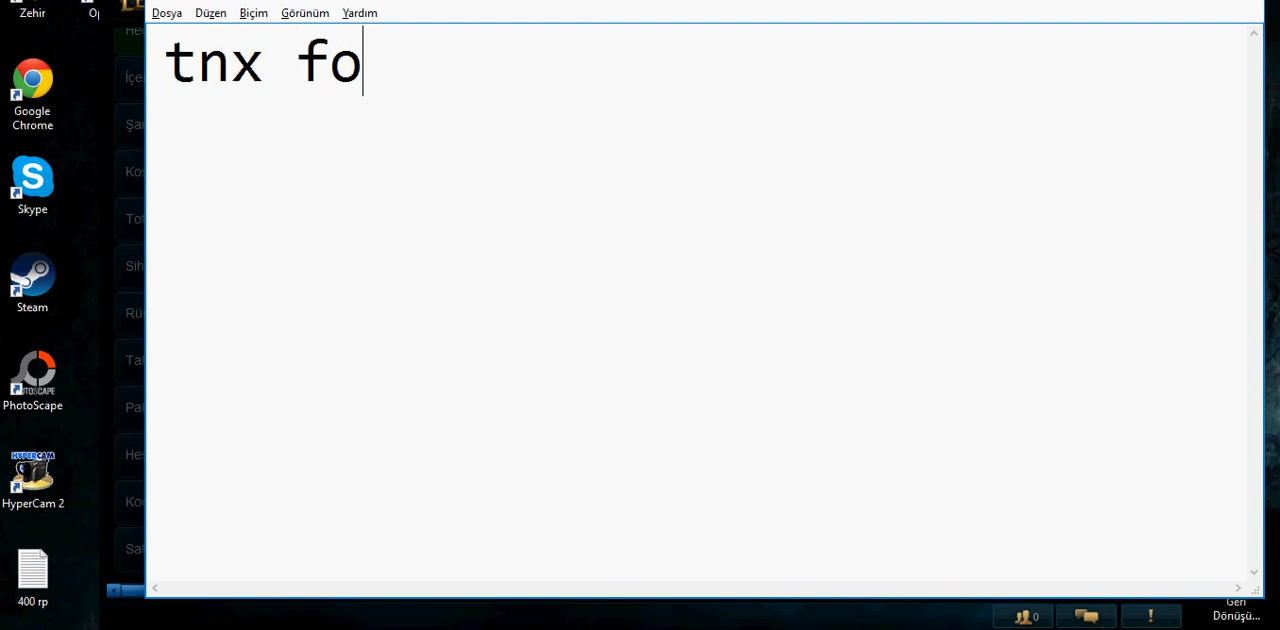 Zehir
Dosya Düzen Biçim Görünüm Yardım
tnx fo
Google
Chrome
Skype
Steam
PhotoScape
HYPERCAM
HyperCam 2
400 rp
0
!
Geri
Dönüşü...